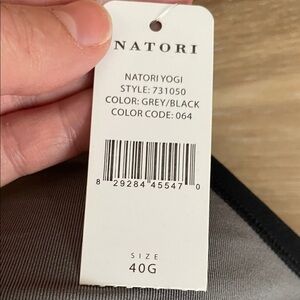 NATORI
NATORI YOGI
STYLE: 731050
COLOR: GREY/BLACK
COLOR CODE: 064
8 29284 45547 0
SIZE
40G